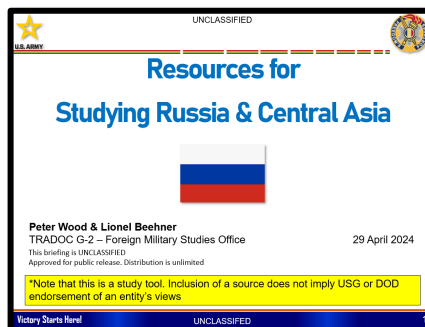 UNCLASSIFIED
U.S. ARMY
Resources for
Studying Russia & Central Asia
Peter Wood & Lionel Beehner
TRADOC G-2 – Foreign Military Studies Office
29 April 2024
This briefing is UNCLASSIFIED
Approved for public release. Distribution is unlimited
*Note that this is a study tool. Inclusion of a source does not imply USG or DOD
endorsement of an entity's views
Victory Starts Here!
UNCLASSIFED
1